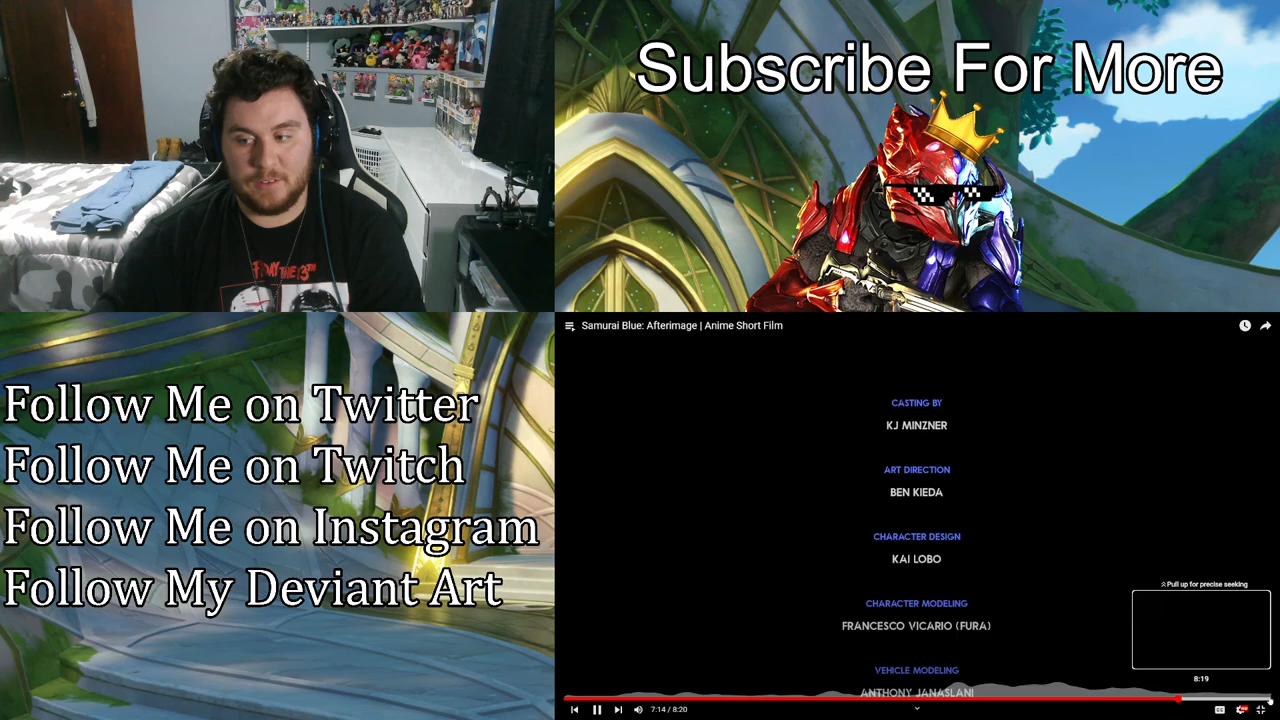 Subscribe For More
FRIDAY THE 13TH
Follow Me on Twitter
Follow Me on Twitch
Follow Me on Instagram
Follow My Deviant Art
Samurai Blue: Afterimage | Anime Short Film
CASTING BY
KJ MINZNER
ART DIRECTION
BEN KIEDA
CHARACTER DESIGN
KAI LOBO
CHARACTER MODELING
FRANCESCO VICARIO (FURA)
VEHICLE MODELING
ANTHONY JANASLANI
Pull up for precise seeking
8:19
7:14 / 8:20